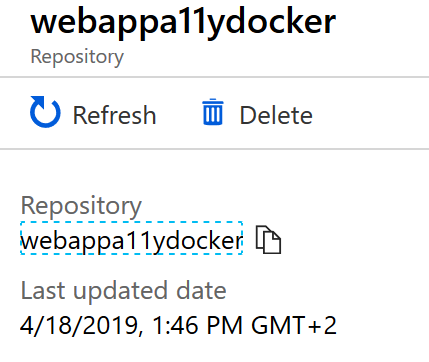 webappa11ydocker
Repository
Refresh Delete
Repository
webappa11ydocker
Last updated date
4/18/2019, 1:46 PM GMT+2